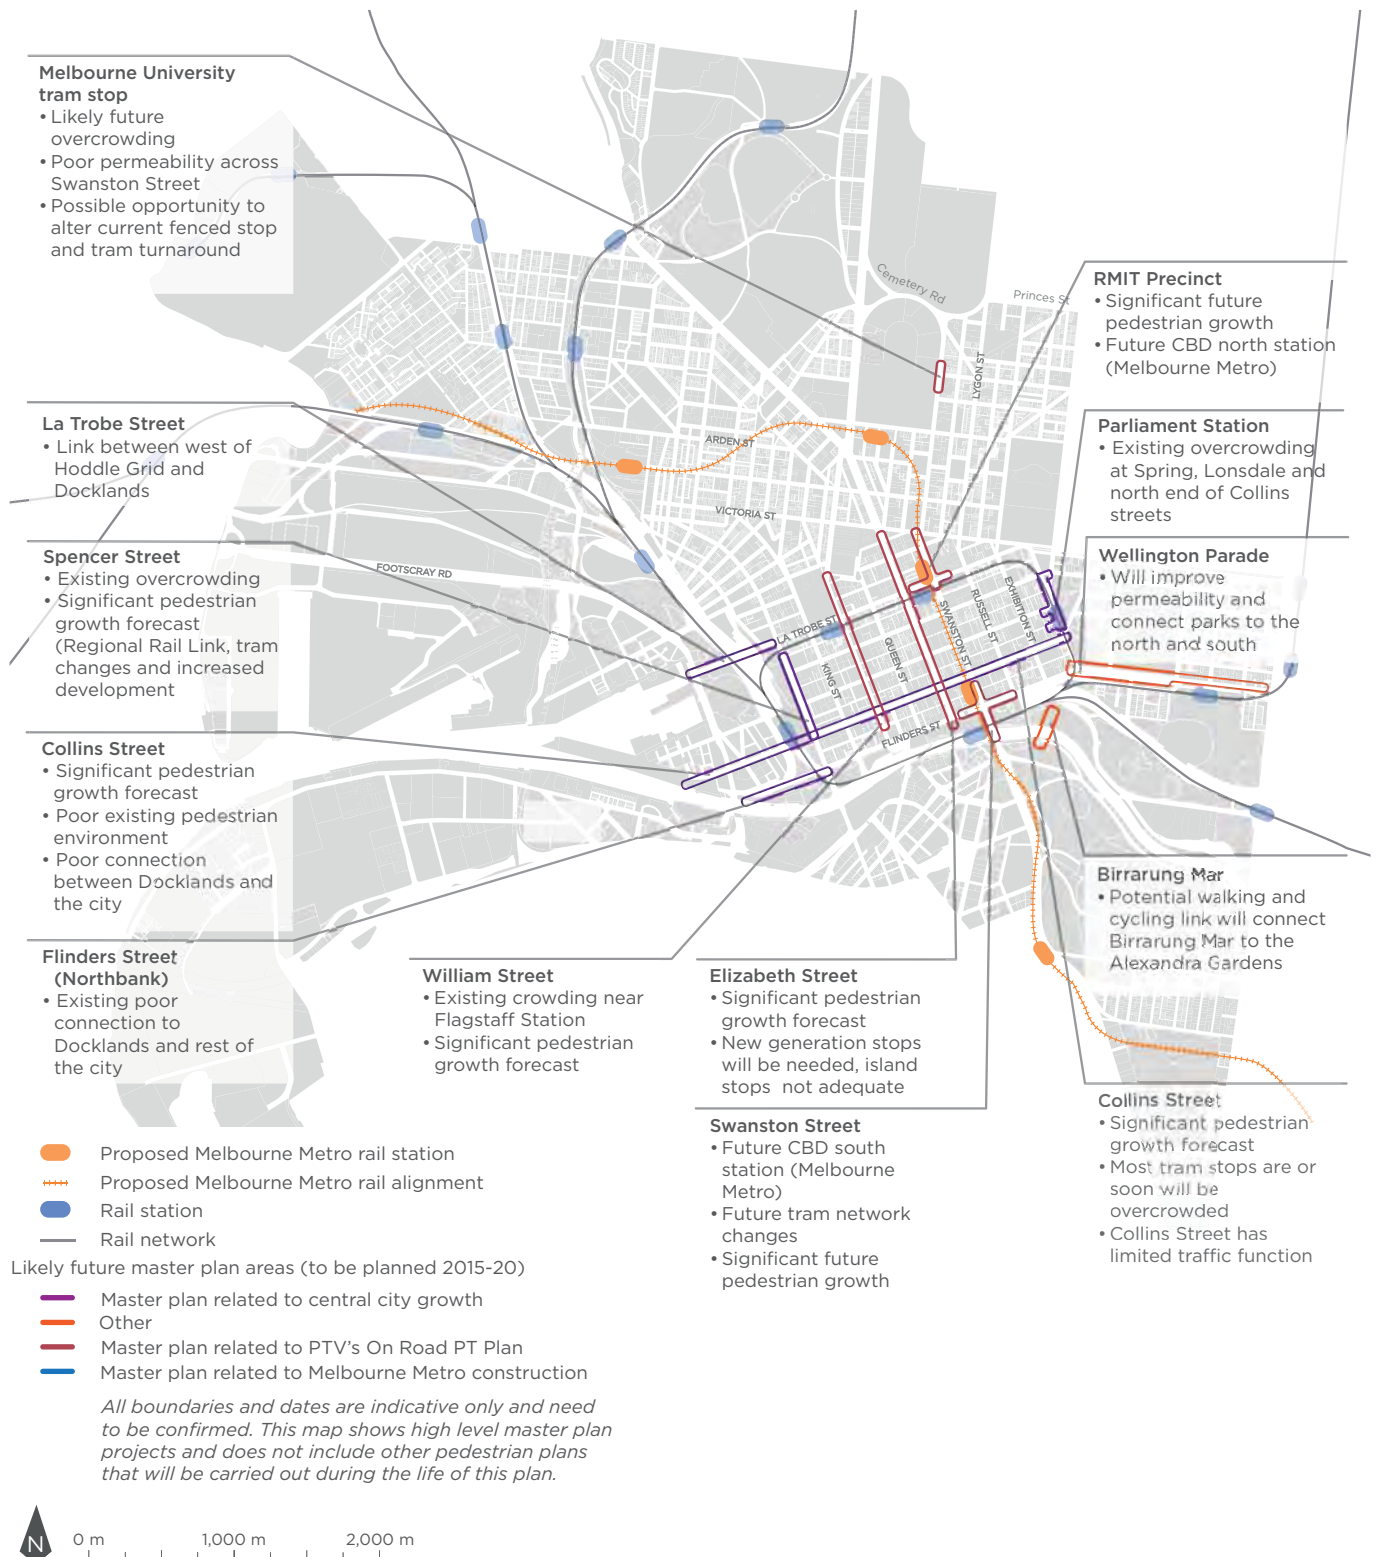 Melbourne University
tram stop
• Likely future
overcrowding
• Poor permeability across
Swanston Street
• Possible opportunity to
alter current fenced stop
and tram turnaround
La Trobe Street
• Link between west of
Hoddle Grid and
Docklands
Spencer Street
• Existing overcrowding
• Significant pedestrian
growth forecast
(Regional Rail Link, tram
changes and increased
development
Collins Street
• Significant pedestrian
growth forecast
• Poor existing pedestrian
environment
• Poor connection
between Docklands and
the city
Flinders Street
(Northbank)
• Existing poor
connection to
Docklands and rest of
the city
William Street
• Existing crowding near
Flagstaff Station
• Significant pedestrian
growth forecast
Elizabeth Street
• Significant pedestrian
growth forecast
• New generation stops
will be needed, island
stops not adequate
Swanston Street
• Future CBD south
station (Melbourne
Metro)
• Future tram network
changes
• Significant future
pedestrian growth
RMIT Precinct
• Significant future
pedestrian growth
• Future CBD north station
(Melbourne Metro)
Parliament Station
• Existing overcrowding
at Spring, Lonsdale and
north end of Collins
streets
Wellington Parade
• Will improve
permeability and
connect parks to the
north and south
Birrarung Mar
• Potential walking and
cycling link will connect
Birrarung Mar to the
Alexandra Gardens
Collins Street
• Significant pedestrian
growth forecast
• Most tram stops are or
soon will be
overcrowded
• Collins Street has
limited traffic function
Cemetery Rd
Princes St
LYGON ST
ARDEN ST
VICTORIA ST
FOOTSCRAY RD
LA TROBE ST
KING ST
QUEEN ST
SWANSTON ST
RUSSELL ST
EXHIBITION ST
FLINDERS ST
Proposed Melbourne Metro rail station
Proposed Melbourne Metro rail alignment
Rail station
Rail network
Likely future master plan areas (to be planned 2015-20)
Master plan related to central city growth
Other
Master plan related to PTV's On Road PT Plan
Master plan related to Melbourne Metro construction
All boundaries and dates are indicative only and need
to be confirmed. This map shows high level master plan
projects and does not include other pedestrian plans
that will be carried out during the life of this plan.
N
0 m 1,000 m 2,000 m